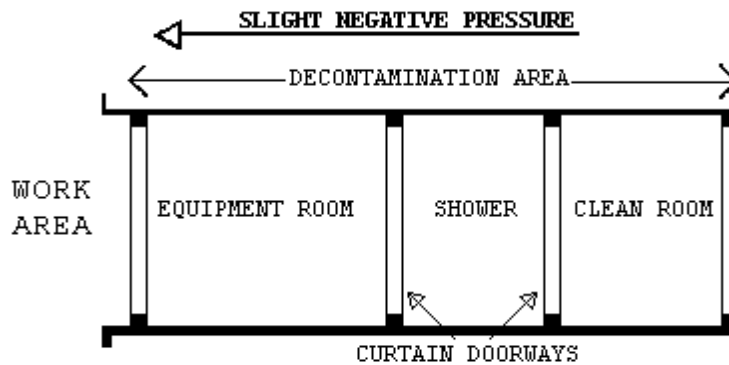 SLIGHT NEGATIVE PRESSURE
DECONTAMINATION AREA
WORK
AREA
EQUIPMENT ROOM
SHOWER
CLEAN ROOM
CURTAIN DOORWAYS